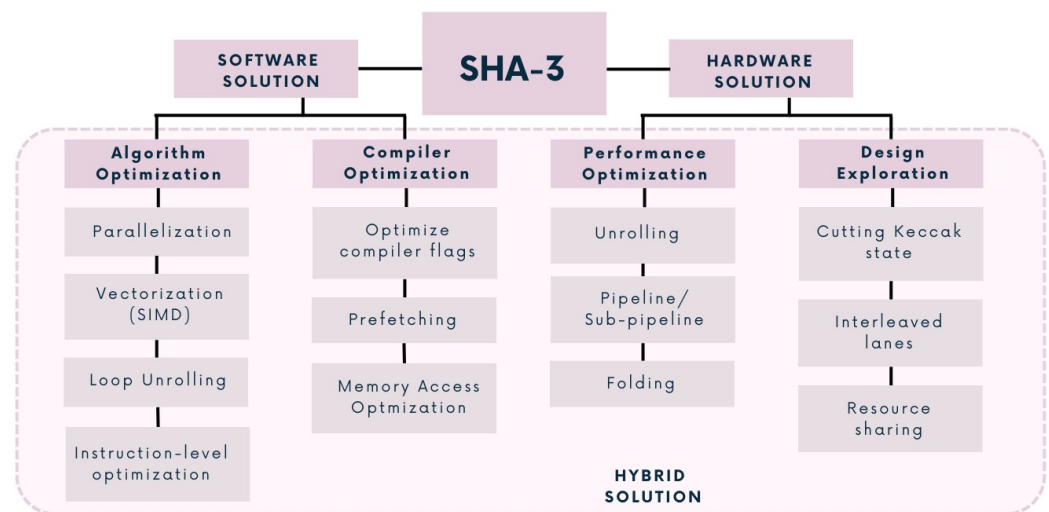 SHA-3
SOFTWARE
SOLUTION
HARDWARE
SOLUTION
Algorithm
Optimization
Parallelization
Vectorization
(SIMD)
Loop Unrolling
Instruction-level
optimization
Compiler
Optimization
Optimize
compiler flags
Prefetching
Memory Access
Optmization
Performance
Optimization
Unrolling
Pipeline/
Sub-pipeline
Folding
Design
Exploration
Cutting Keccak
state
Interleaved
lanes
Resource
sharing
HYBRID
SOLUTION